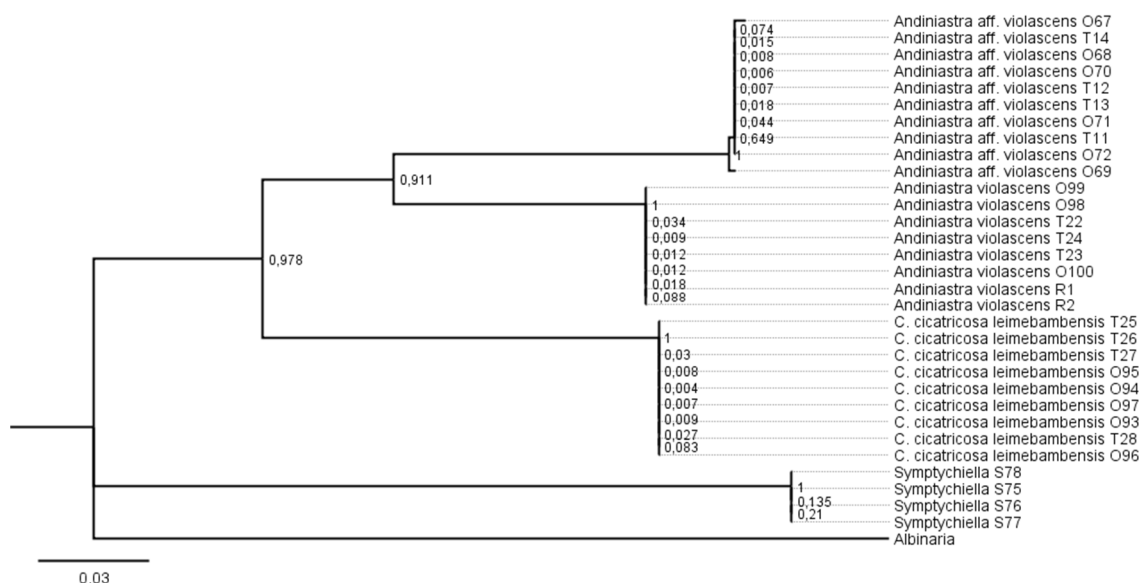 Andiniastra aff. violascens O67
0,074
Andiniastra aff. violascens T14
0,015
Andiniastra aff. violascens O68
0,008
Andiniastra aff. violascens O70
0,006
Andiniastra aff. violascens T12
0,007
Andiniastra aff. violascens T13
0,018
Andiniastra aff. violascens O71
0,044
Andiniastra aff. violascens T11
0,649
Andiniastra aff. violascens O72
1
Andiniastra aff. violascens O69
0,911
Andiniastra violascens O99
Andiniastra violascens O98
1
Andiniastra violascens T22
0,034
Andiniastra violascens T24
0,009
Andiniastra violascens T23
0,012
Andiniastra violascens O100
0,012
Andiniastra violascens R1
0,018
0,088
Andiniastra violascens R2
0,978
C. cicatricosa leimebambensis T25
C. cicatricosa leimebambensis T26
1
C. cicatricosa leimebambensis T27
0,03
C. cicatricosa leimebambensis O95
0,008
C. cicatricosa leimebambensis O94
0,004
C. cicatricosa leimebambensis O97
0,007
C. cicatricosa leimebambensis O93
0,009
C. cicatricosa leimebambensis T28
0,027
0,083
C. cicatricosa leimebambensis O96
Symptychiella S78
Symptychiella S75
1
0,135
Symptychiella S76
0,21
Symptychiella S77
Albinaria
0.03